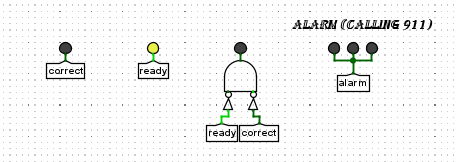 ALARM (CALLING 911)
correct
ready
alarm
ready
correct